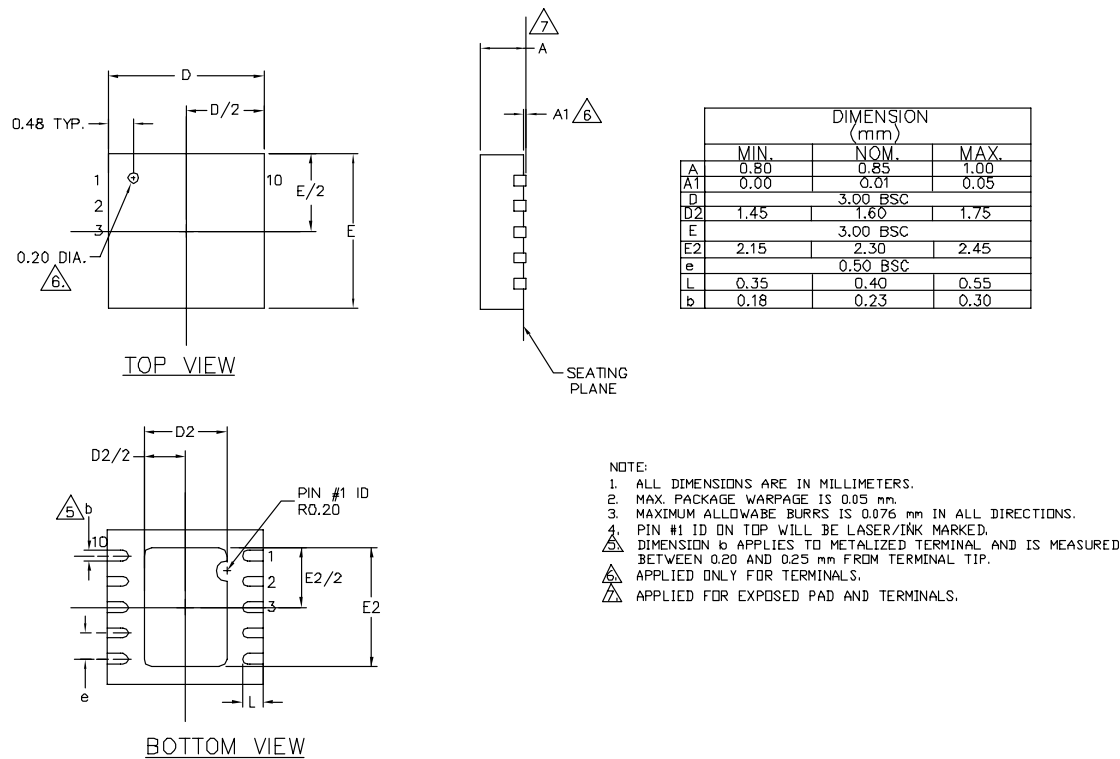 7
A
D
D/2
0.48 TYP.
A1 6
1
10
2
3
E/2
E
0.20 DIA.
6.
TOP VIEW
SEATING
PLANE
DIMENSION
(mm)
MIN. NOM. MAX.
A 0.80 0.85 1.00
A1 0.00 0.01 0.05
D 3.00 BSC
D2 1.45 1.60 1.75
E 3.00 BSC
E2 2.15 2.30 2.45
e 0.50 BSC
L 0.35 0.40 0.55
b 0.18 0.23 0.30
D2
D2/2
PIN #1 ID
R0.20
5 b
10
1
2
3
E2/2
E2
e
L
BOTTOM VIEW
NOTE:
1. ALL DIMENSIONS ARE IN MILLIMETERS.
2. MAX. PACKAGE WARPAGE IS 0.05 mm.
3. MAXIMUM ALLOWABE BURRS IS 0.076 mm IN ALL DIRECTIONS.
4. PIN #1 ID ON TOP WILL BE LASER/INK MARKED.
5. DIMENSION b APPLIES TO METALIZED TERMINAL AND IS MEASURED
BETWEEN 0.20 AND 0.25 mm FROM TERMINAL TIP.
6. APPLIED ONLY FOR TERMINALS.
7. APPLIED FOR EXPOSED PAD AND TERMINALS.